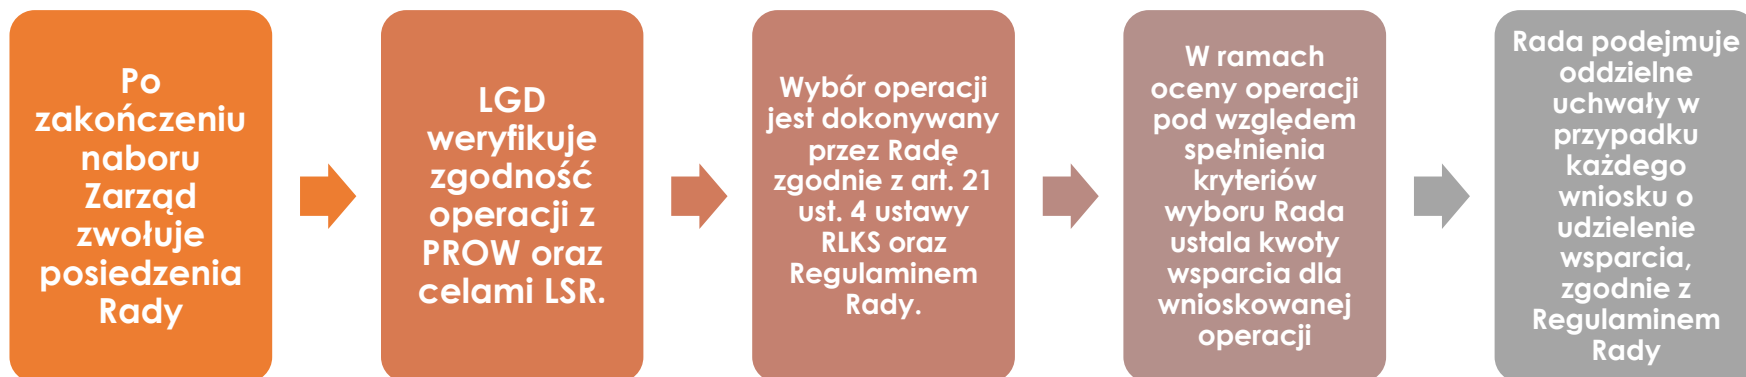 Po
zakończeniu
naboru
Zarząd
zwołuje
posiedzenia
Rady
LGD
weryfikuje
zgodność
operacji z
PROW oraz
celami LSR.
Wybór operacji
jest dokonywany
przez Radę
zgodnie z art. 21
ust. 4 ustawy
RLKS oraz
Regulaminem
Rady.
W ramach
oceny operacji
pod względem
spełnienia
kryteriów
wyboru Rada
ustala kwoty
wsparcia dla
wnioskowanej
operacji
Rada podejmuje
oddzielne
uchwały w
przypadku
każdego
wniosku o
udzielenie
wsparcia,
zgodnie z
Regulaminem
Rady